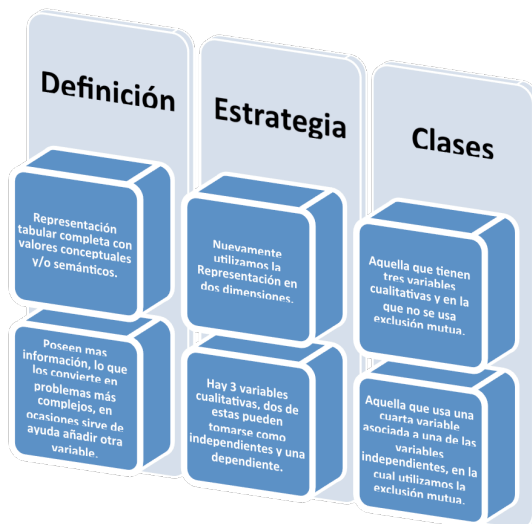 Definición
Representación
tabular completa con
valores conceptuales
y/o semánticos.
Poseen mas
información, lo que
los convierte en
problemas más
complejos, en
ocasiones sirve de
ayuda añadir otra
variable.
Estrategia
Nuevamente
utilizamos la
Representación en
dos dimensiones.
Hay 3 variables
cualitativas, dos de
estas pueden
tomarse como
independientes y una
dependiente.
Clases
Aquella que tienen
tres variables
cualitativas y en la
que no se usa
exclusión mutua.
Aquella que usa una
cuarta variable
asociada a una de las
variables
independientes, en la
cual utilizamos la
exclusión mutua.